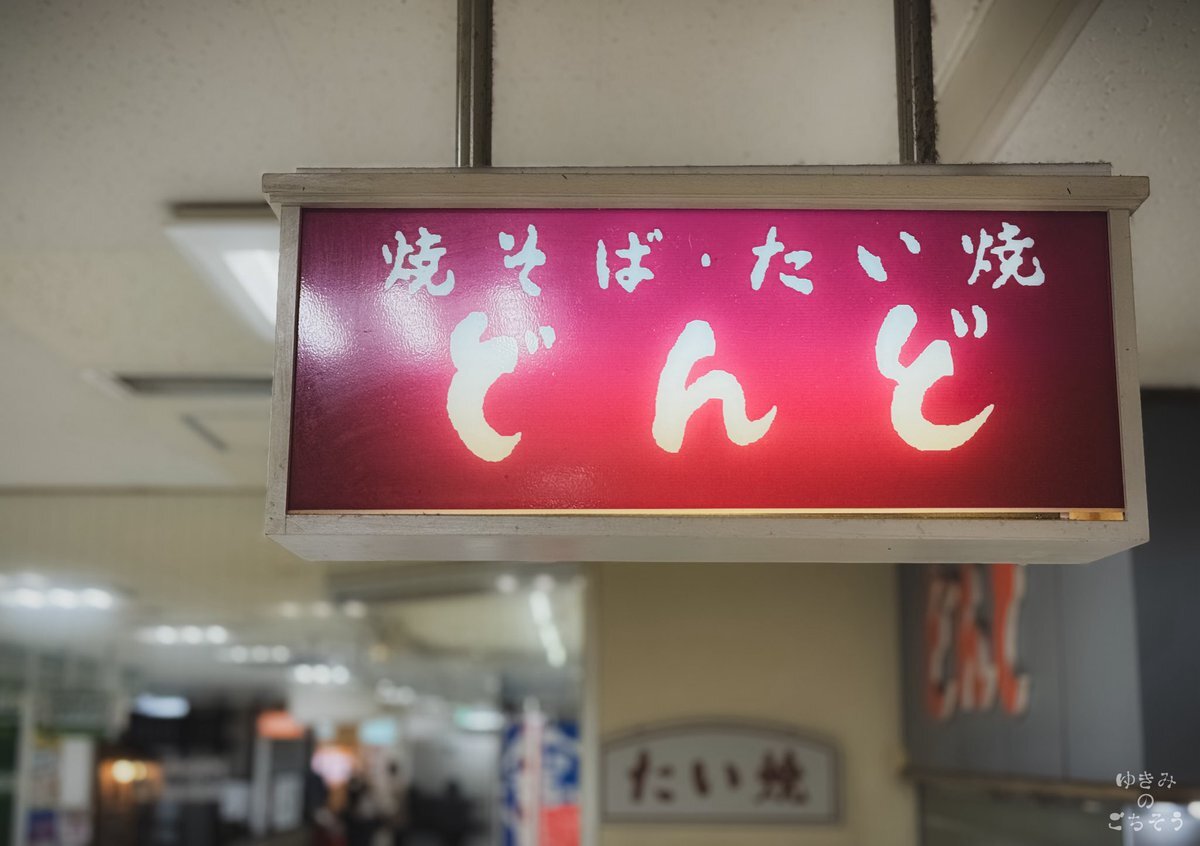 焼そば・たい焼
どんど
たい焼
ゆきみ
の
ごちそう